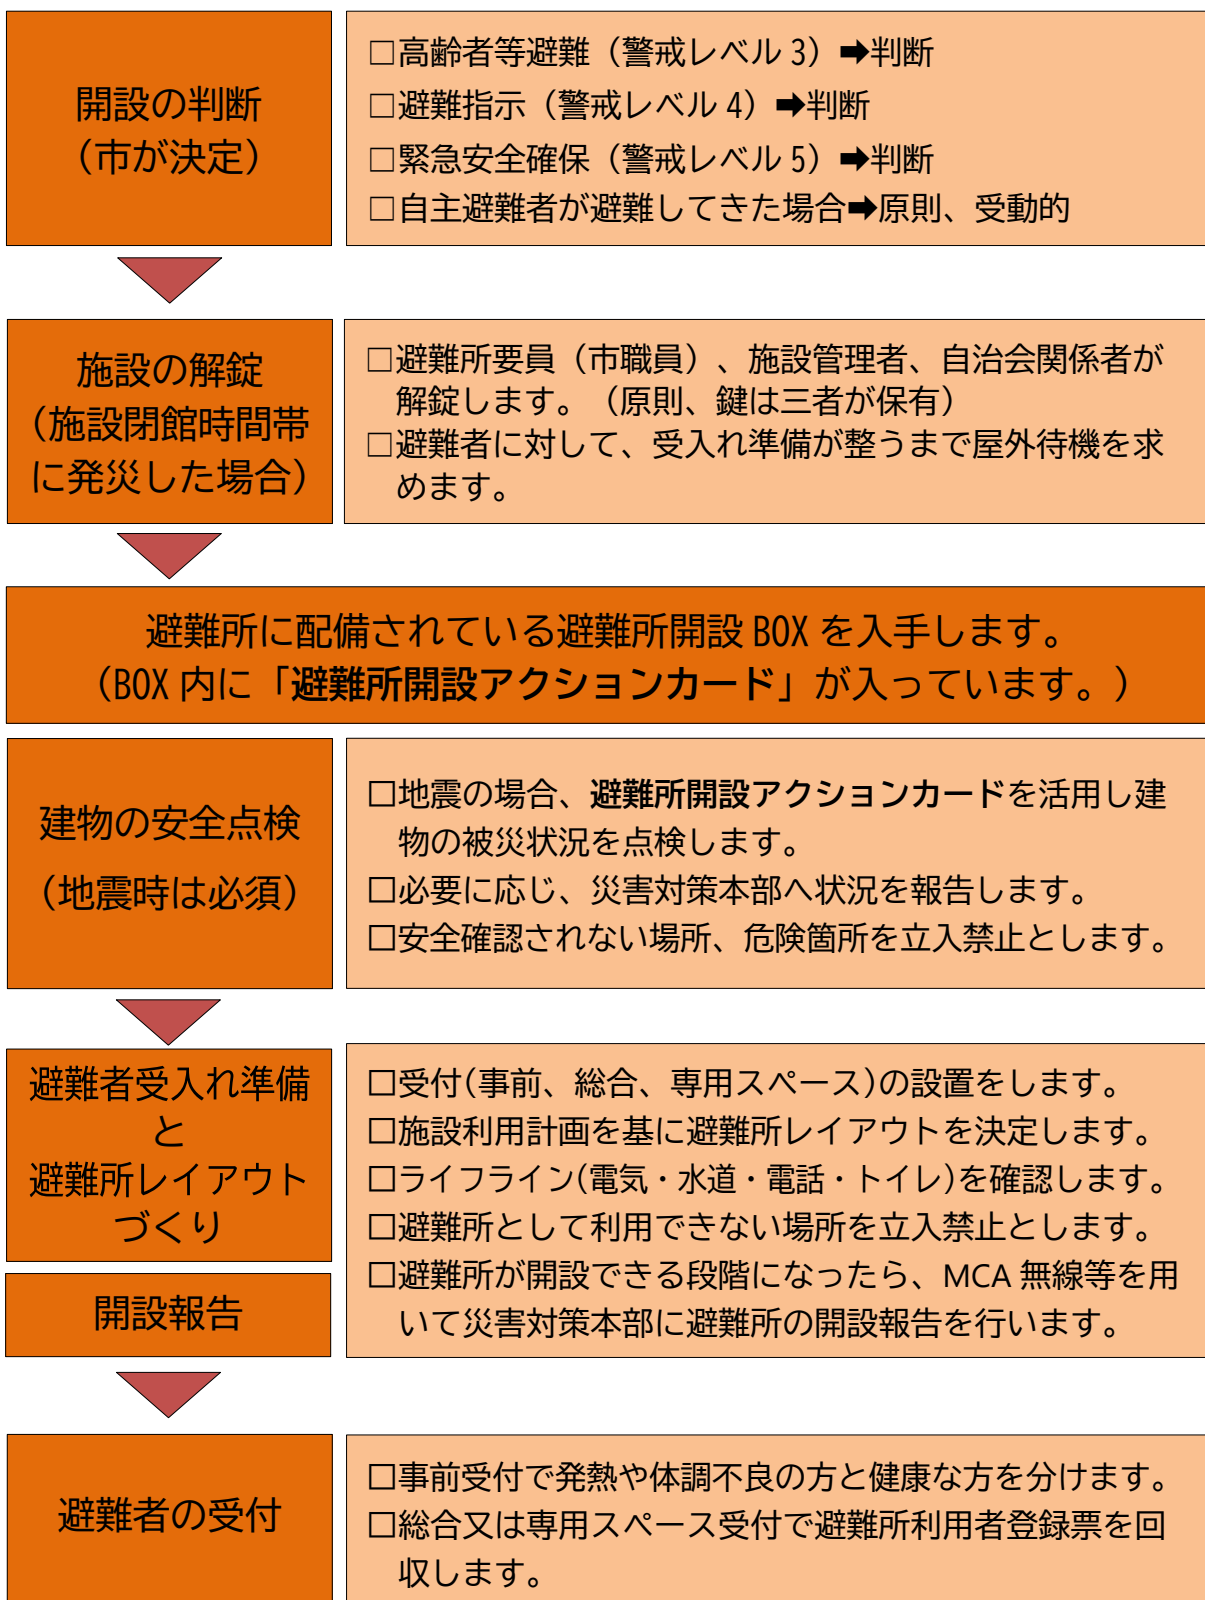 開設の判断
（市が決定）
□高齢者等避難（警戒レベル 3）➡判断
□避難指示（警戒レベル 4）➡判断
□緊急安全確保（警戒レベル 5）➡判断
□自主避難者が避難してきた場合➡原則、受動的
施設の解錠
（施設閉館時間帯
に発災した場合）
□避難所要員（市職員）、施設管理者、自治会関係者が
解錠します。（原則、鍵は三者が保有）
□避難者に対して、受入れ準備が整うまで屋外待機を求
めます。
避難所に配備されている避難所開設 BOX を入手します。
（BOX 内に「避難所開設アクションカード」が入っています。）
建物の安全点検
（地震時は必須）
□地震の場合、避難所開設アクションカードを活用し建
物の被災状況を点検します。
□必要に応じ、災害対策本部へ状況を報告します。
□安全確認されない場所、危険箇所を立入禁止とします。
避難者受入れ準備
と
避難所レイアウト
づくり
開設報告
□受付(事前、総合、専用スペース)の設置をします。
□施設利用計画を基に避難所レイアウトを決定します。
□ライフライン(電気・水道・電話・トイレ)を確認します。
□避難所として利用できない場所を立入禁止とします。
□避難所が開設できる段階になったら、MCA 無線等を用
いて災害対策本部に避難所の開設報告を行います。
避難者の受付
□事前受付で発熱や体調不良の方と健康な方を分けます。
□総合又は専用スペース受付で避難所利用者登録票を回
収します。